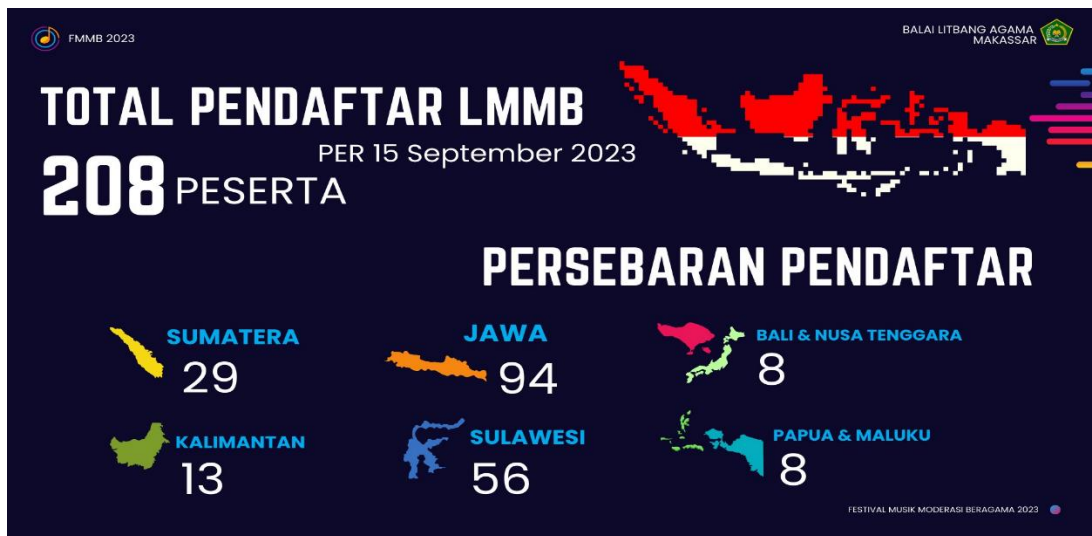 FMMB 2023
BALAI LITBANG AGAMA
MAKASSAR
TOTAL PENDAFTAR LMMB
PER 15 September 2023
208 PESERTA
PERSEBARAN PENDAFTAR
SUMATERA
29
JAWA
94
BALI & NUSA TENGGARA
8
KALIMANTAN
13
SULAWESI
56
PAPUA & MALUKU
8
FESTIVAL MUSIK MODERASI BERAGAMA 2023